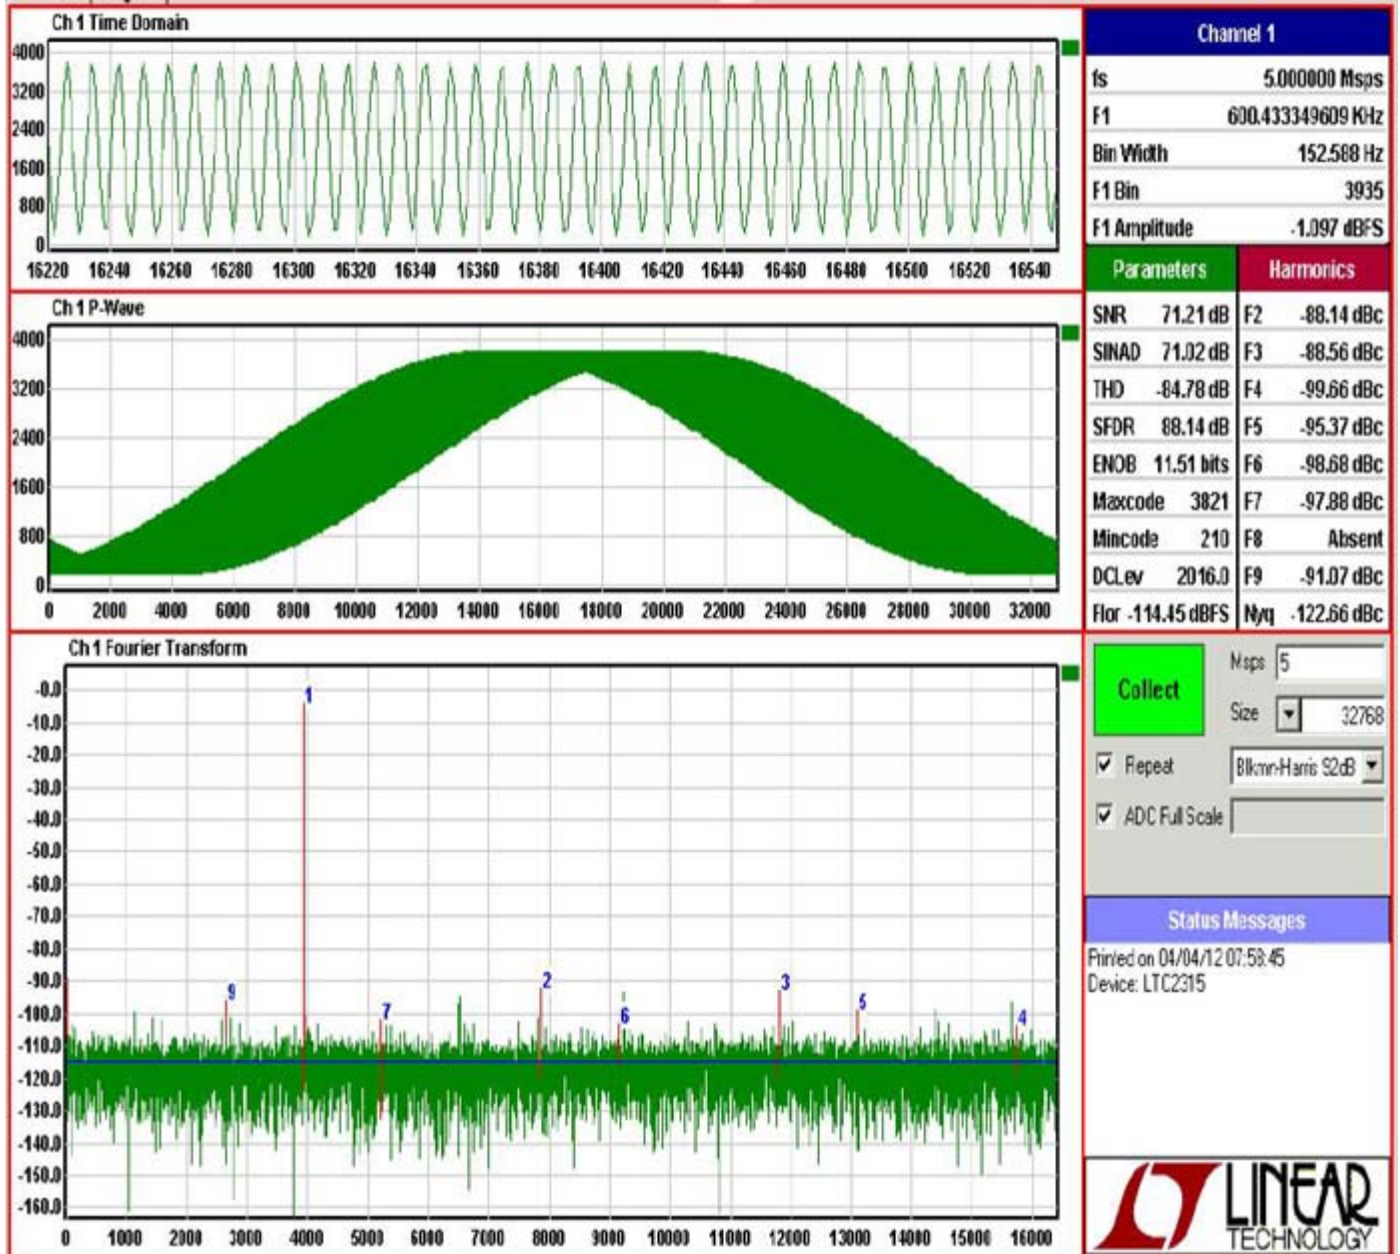 Ch 1 Time Domain
4000
3200
2400
1600
800
0
16220 16240 16260 16280 16300 16320 16340 16360 16380 16400 16420 16440 16460 16480 16500 16520 16540
Ch 1 P-Wave
4000
3200
2400
1600
800
0
0 2000 4000 6000 8000 10000 12000 14000 16000 18000 20000 22000 24000 26000 28000 30000 32000
Ch 1 Fourier Transform
-0.0
-10.0
-20.0
-30.0
-40.0
-50.0
-60.0
-70.0
-80.0
-90.0
-100.0
-110.0
-120.0
-130.0
-140.0
-150.0
-160.0
1
9
7
2
6
3
5
4
0 1000 2000 3000 4000 5000 6000 7000 8000 9000 10000 11000 12000 13000 14000 15000 16000
Channel 1
fs 5.000000 Msps
F1 600.433349609 KHz
Bin Width 152.588 Hz
F1 Bin 3935
F1 Amplitude -1.097 dBFS
Parameters Harmonics
SNR 71.21 dB F2 -88.14 dBc
SINAD 71.02 dB F3 -88.56 dBc
THD -84.78 dB F4 -99.66 dBc
SFDR 88.14 dB F5 -95.37 dBc
ENOB 11.51 bits F6 -98.68 dBc
Maxcode 3821 F7 -97.88 dBc
Mincode 210 F8 Absent
DCLev 2016.0 F9 -91.07 dBc
Flor -114.45 dBFS Nyq -122.66 dBc
Collect
Msps 5
Size 32768
Repeat
Blkmn-Harris 92dB
ADC Full Scale
Status Messages
Printed on 04/04/12 07:58:45
Device: LTC2315
LINEAR
TECHNOLOGY